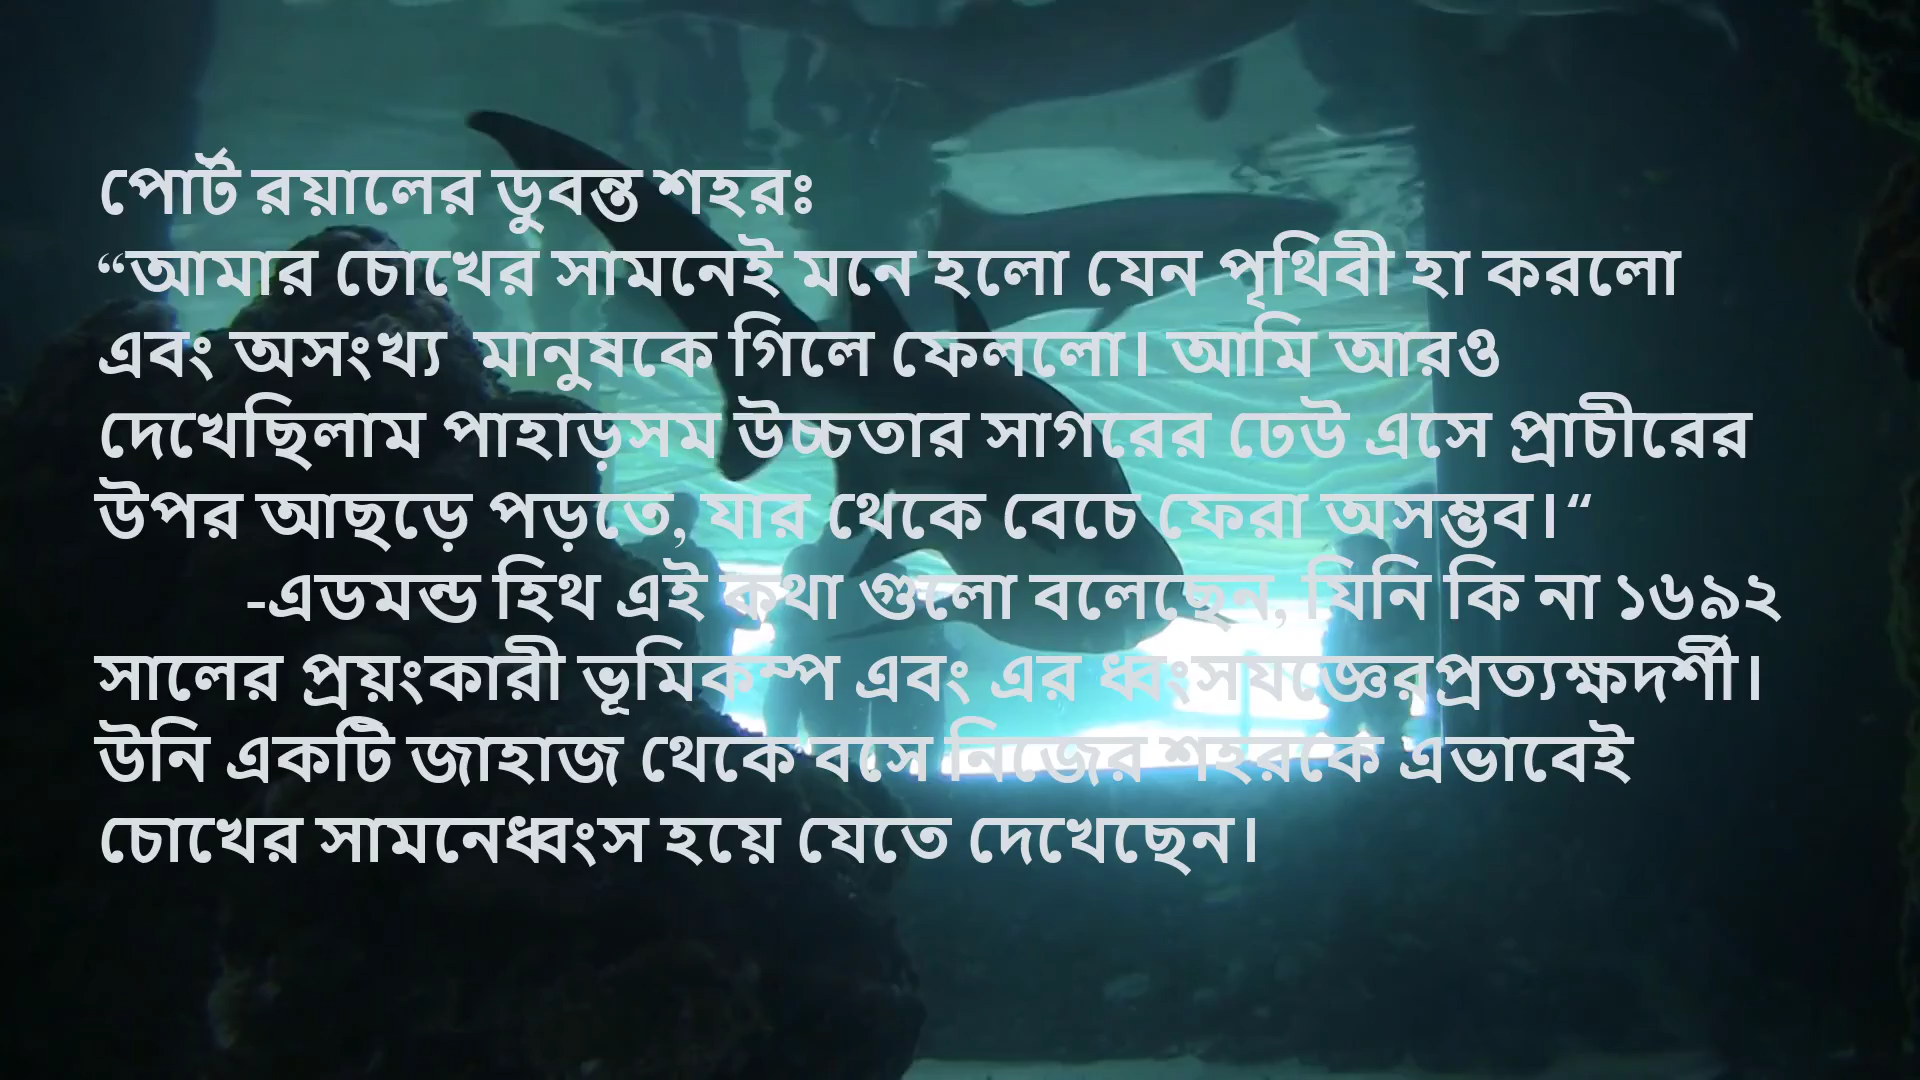 পোর্ট রয়ালের ডুবন্ত শহরঃ
“আমার চোখের সামনেই মনে হলো যেন পৃথিবী হা করলো
এবং অসংখ্য  মানুষকে গিলে ফেললো। আমি আরও
দেখেছিলাম পাহাড়সম উচ্চতার সাগরের ঢেউ এসে প্রাচীরের
উপর আছড়ে পড়তে, যার থেকে বেচে ফেরা অসম্ভব।“
-এডমন্ড হিথ এই কথা গুলো বলেছেন, যিনি কি না ১৬৯২
সালের প্রয়ংকারী ভূমিকম্প এবং এর ধ্বংসযজ্ঞেরপ্রত্যক্ষদর্শী।
উনি একটি জাহাজ থেকে বসে নিজের শহরকে এভাবেই
চোখের সামনেধ্বংস হয়ে যেতে দেখেছেন।